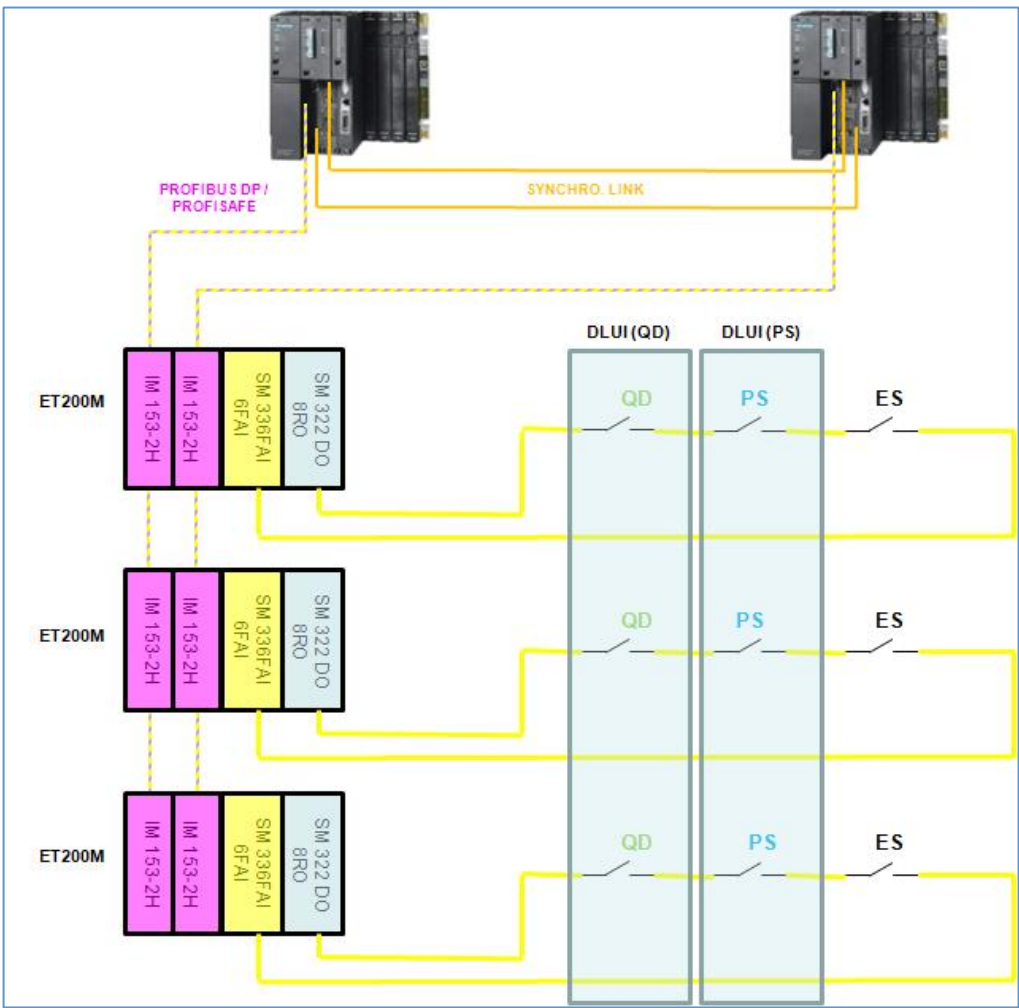 PROFIBUS DP /
PROFISAFE
SYNCHRO. LINK
DLUI (QD)
DLUI (PS)
ET200M
IM 153-2H
IM 153-2H
SM 336FAI
6FAI
SM 322 DO
8RO
QD
PS
ES
ET200M
IM 153-2H
IM 153-2H
SM 336FAI
6FAI
SM 322 DO
8RO
QD
PS
ES
ET200M
IM 153-2H
IM 153-2H
SM 336FAI
6FAI
SM 322 DO
8RO
QD
PS
ES